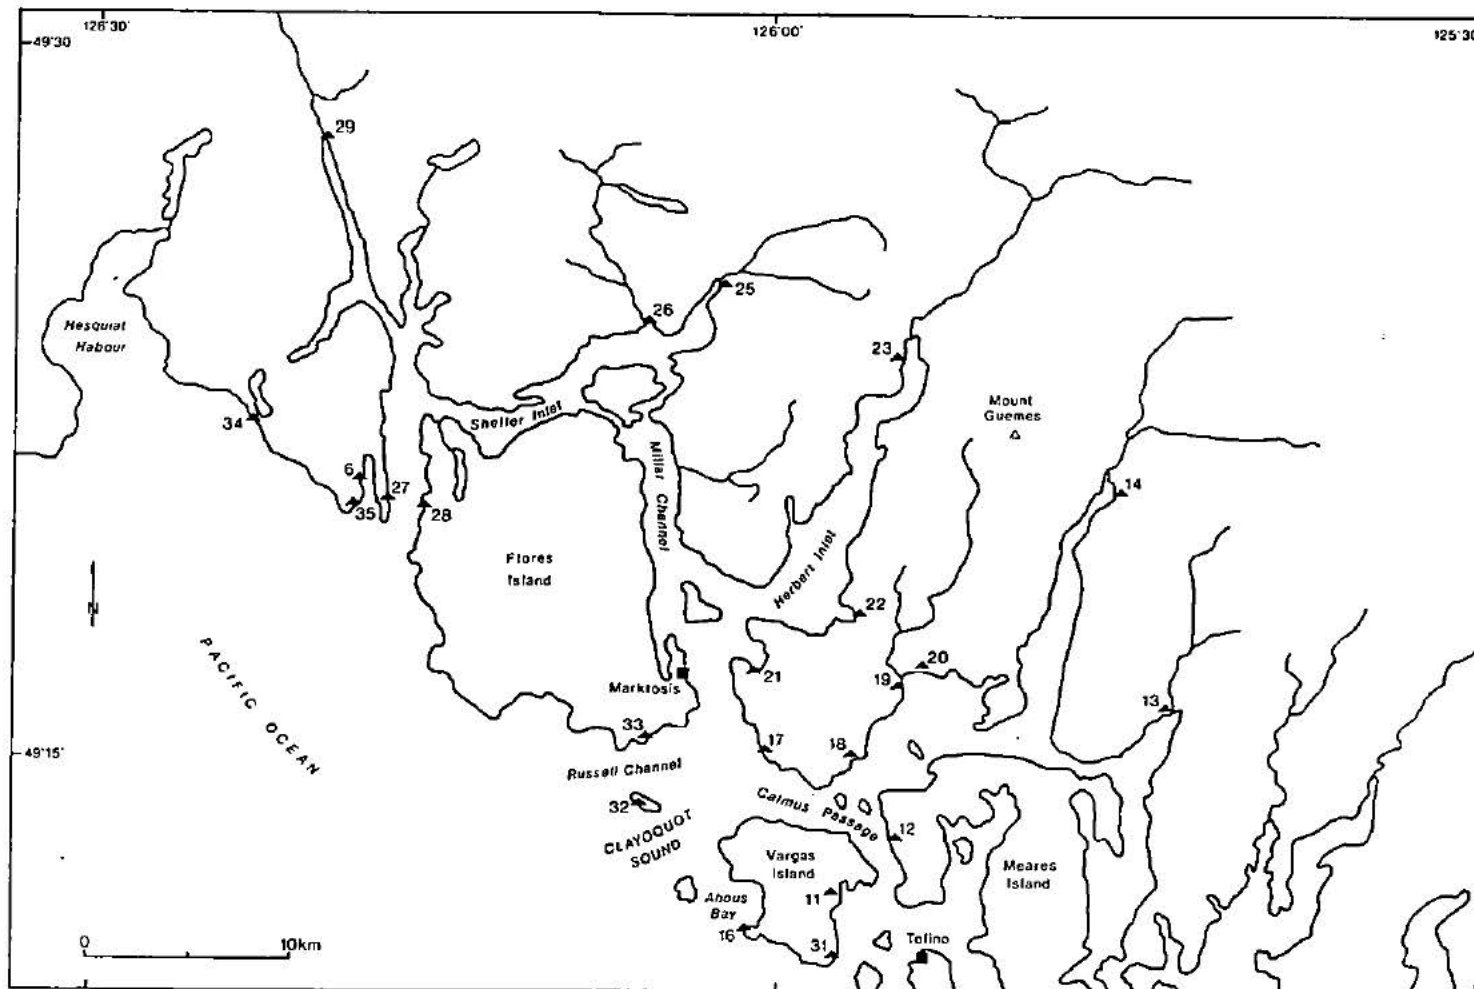 126°30'
126°00'
125°30
49°30
29
25
26
Hesquiat
Habour
23
Mount
Guemes
34
Shelter Inlet
Millar Channel
6
27
35
28
14
Flores
Island
Herbert Inlet
22
N
PACIFIC OCEAN
20
21
19
Marktosis
13
33
17
18
49°15'
Russell Channel
Calmus Passage
32
12
CLAYOQUOT
SOUND
Vargas
Island
Meares
Island
11
Ahous
Bay
16
31
Tofino
0
10km